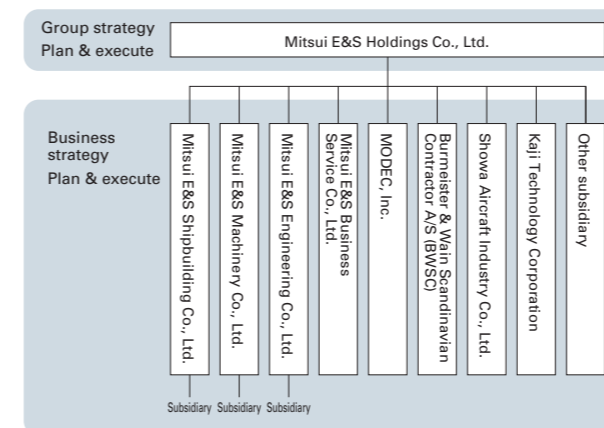 Group strategy
Plan & execute
Mitsui E&S Holdings Co., Ltd.
Business
strategy
Plan & execute
Mitsui E&S Shipbuilding Co., Ltd.
Mitsui E&S Machinery Co., Ltd.
Mitsui E&S Engineering Co., Ltd.
Mitsui E&S Business
Service Co., Ltd.
MODEC, Inc.
Burmeister & Wain Scandinavian
Contractor A/S (BWSC)
Showa Aircraft Industry Co., Ltd.
Kaji Technology Corporation
Other subsidiary
Subsidiary
Subsidiary
Subsidiary